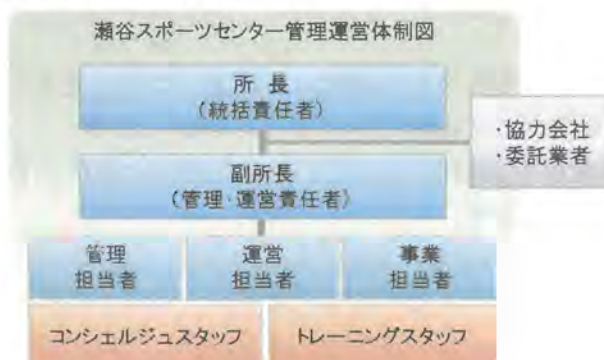 瀬谷スポーツセンター管理運営体制図
所 長
（統括責任者）
・協力会社
・委託業者
副所長
（管理・運営責任者）
管理
担当者
運営
担当者
事業
担当者
コンシェルジュスタッフ
トレーニングスタッフ